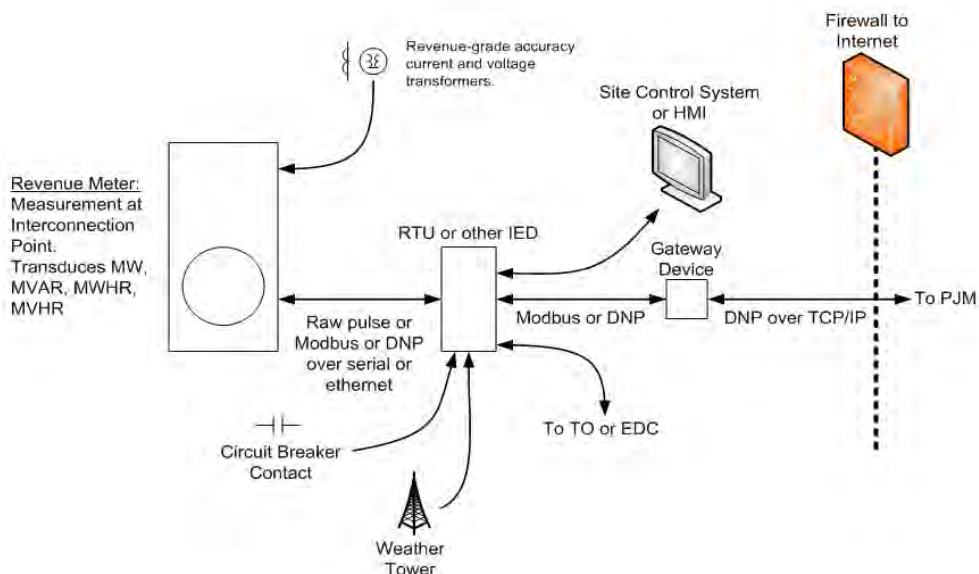 Firewall to
Internet
Revenue-grade accuracy
current and voltage
transformers.
Site Control System
or HMI
Revenue Meter:
Measurement at
Interconnection
Point.
Transduces MW,
MVAR, MWHR,
MVHR
RTU or other IED
Gateway
Device
To PJM
Raw pulse or
Modbus or DNP
over serial or
ethernet
Modbus or DNP
DNP over TCP/IP
To TO or EDC
Circuit Breaker
Contact
Weather
Tower